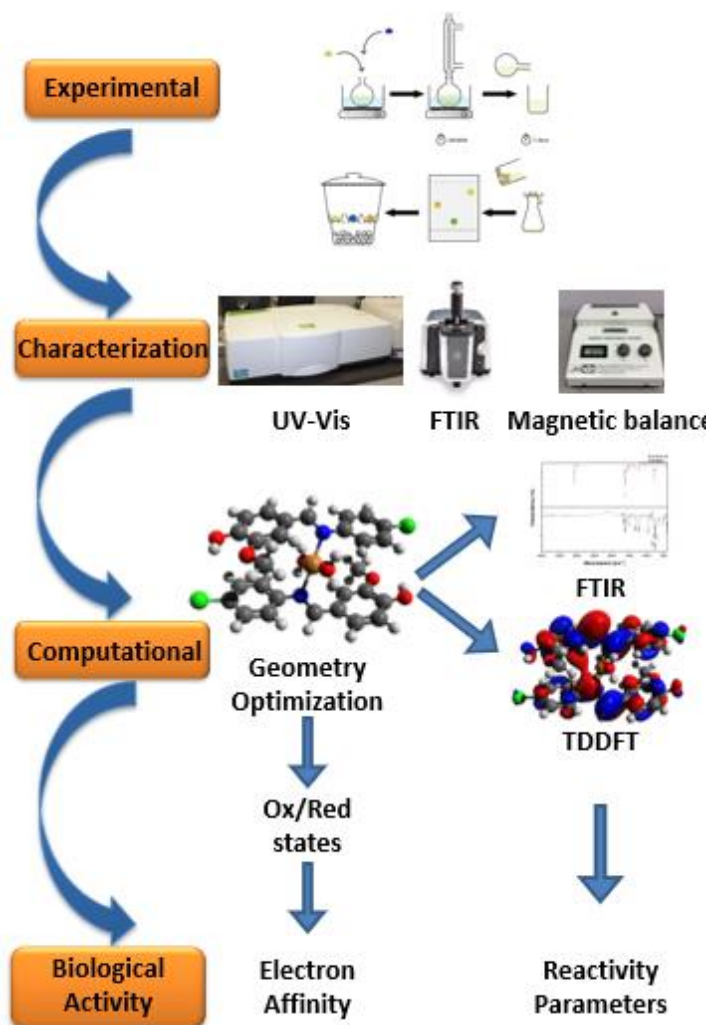 Experimental
Characterization
UV-Vis
FTIR
Magnetic balance
FTIR
Computational
Geometry
Optimization
TDDFT
Ox/Red
states
Biological
Activity
Electron
Affinity
Reactivity
Parameters